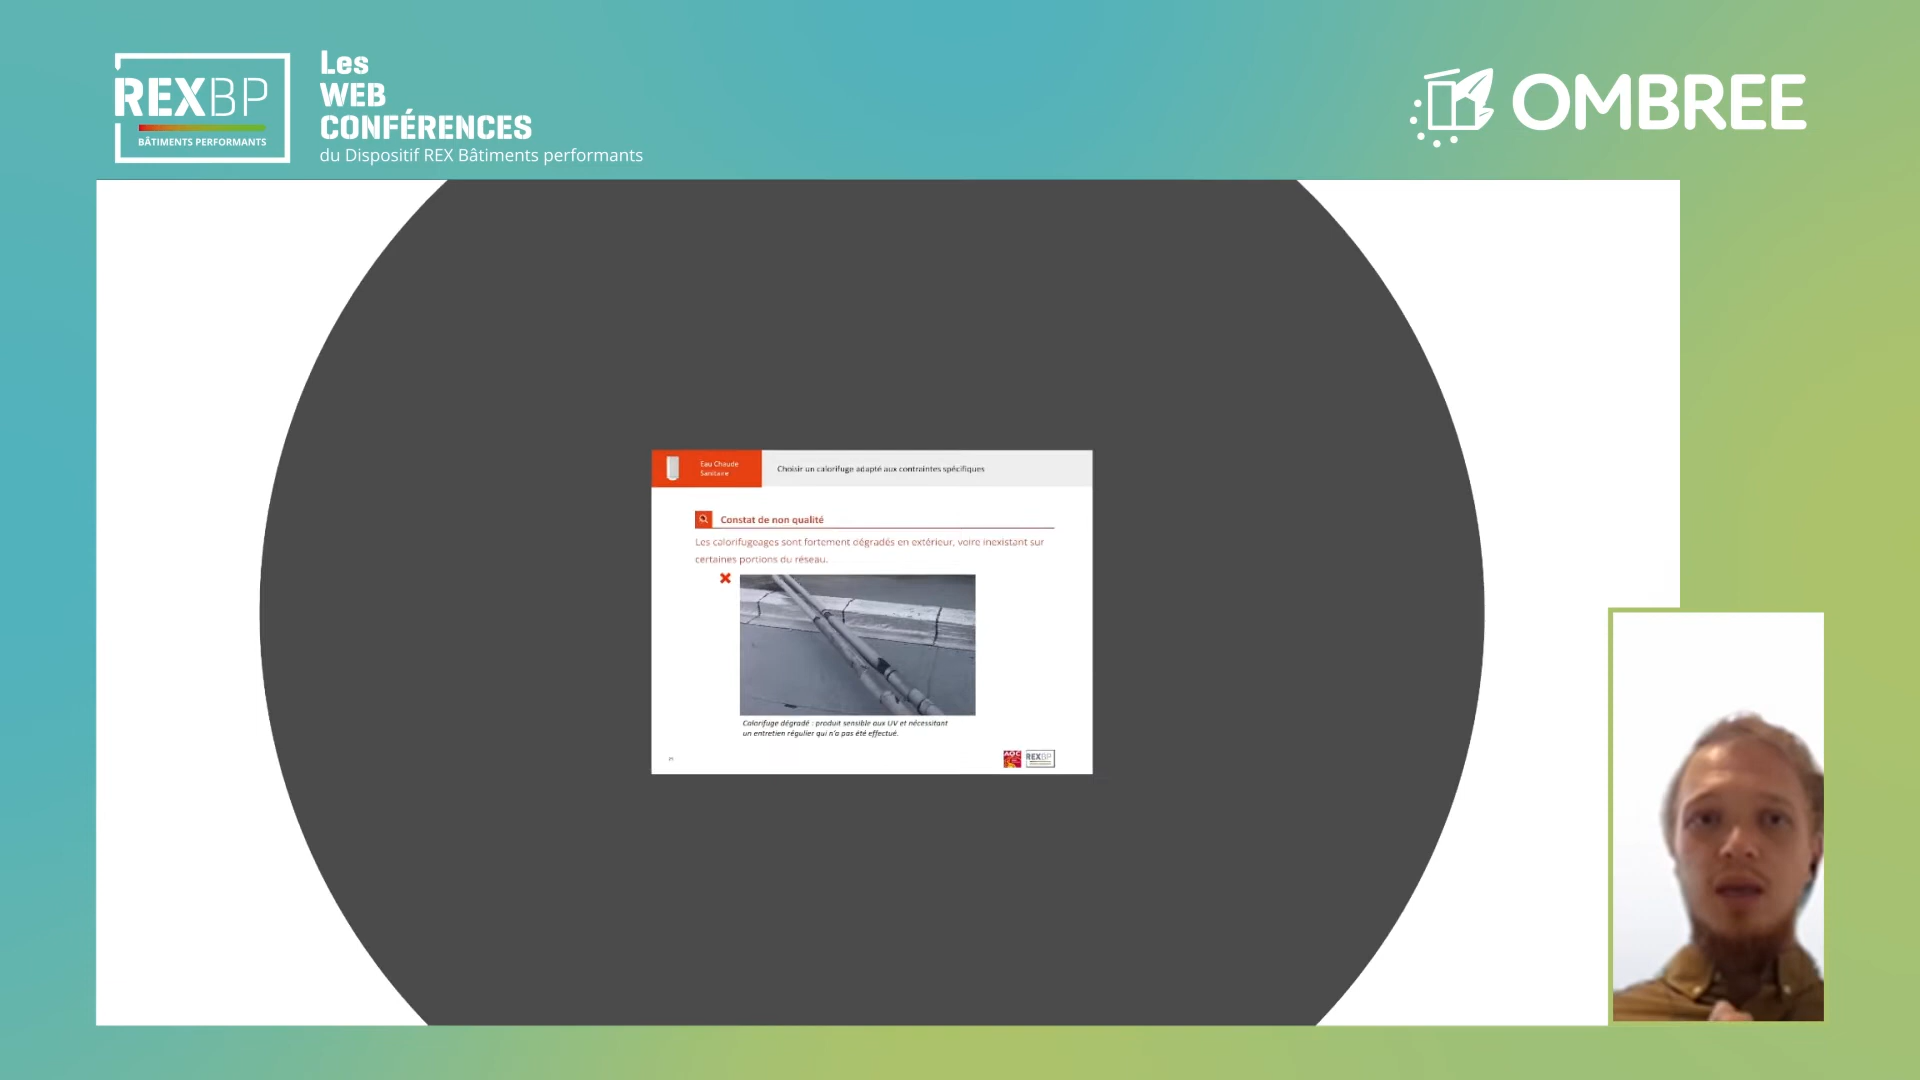 REXBP
BÂTIMENTS PERFORMANTS
Les
WEB
CONFÉRENCES
du Dispositif REX Bâtiments performants
OMBREE
Eau Chaude
Sanitaire
Choisir un calorifuge adapté aux contraintes spécifiques
Constat de non qualité
Les calorifugeages sont fortement dégradés en extérieur, voire inexistant sur
certaines portions du réseau.
Calorifuge dégradé : produit sensible aux UV et nécessitant
un entretien régulier qui n'a pas été effectué.
AQC
REXBP